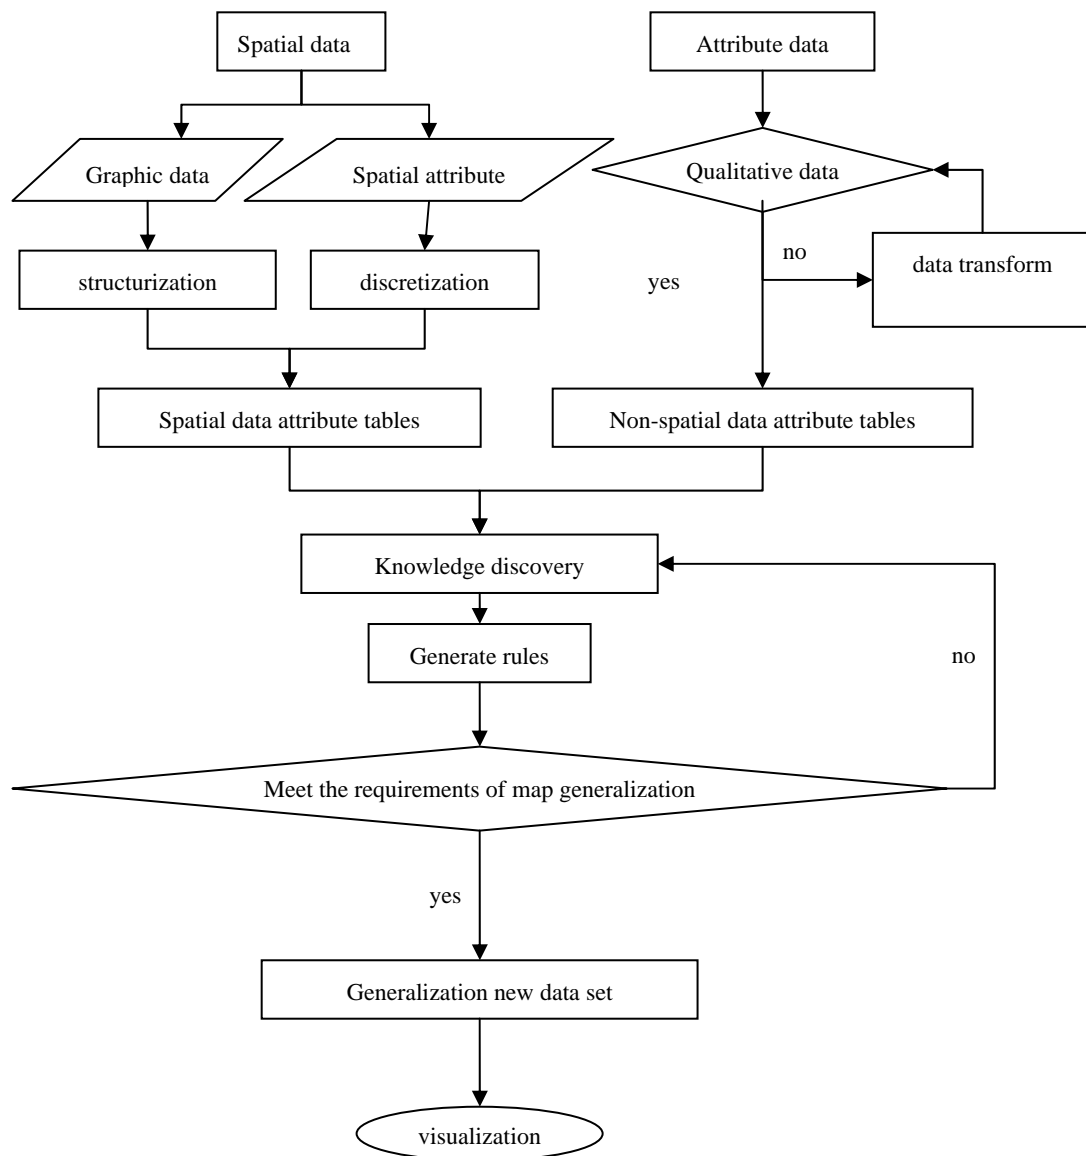 Spatial data
Attribute data
Graphic data
Spatial attribute
Qualitative data
structurization
discretization
no
data transform
yes
Spatial data attribute tables
Non-spatial data attribute tables
Knowledge discovery
Generate rules
no
Meet the requirements of map generalization
yes
Generalization new data set
visualization